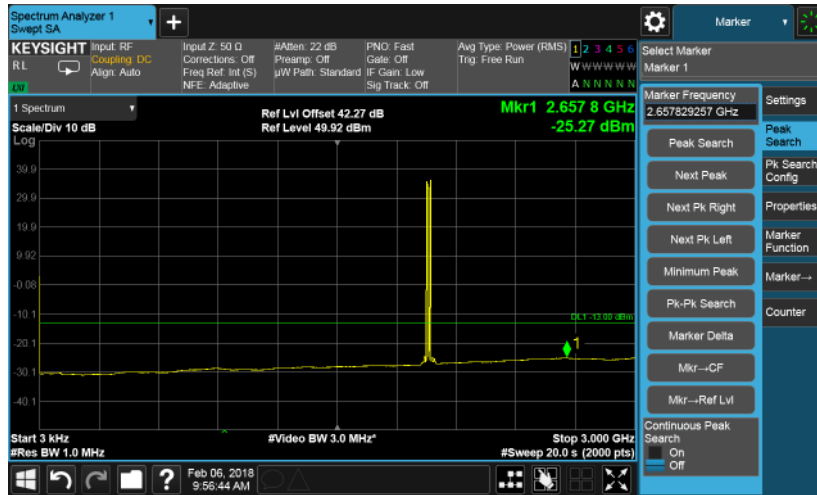 Spectrum Analyzer 1
Swept SA
Marker
KEYSIGHT
RL
LXI
Input: RF
Coupling: DC
Align: Auto
Input Z: 50 Ω
Corrections: Off
Freq Ref: Int (S)
NFE: Adaptive
#Atten: 22 dB
Preamp: Off
µW Path: Standard
PNO: Fast
Gate: Off
IF Gain: Low
Sig Track: Off
Avg Type: Power (RMS)
Trig: Free Run
1 2 3 4 5 6
W W W W W W
A N N N N N
Select Marker
Marker 1
1 Spectrum
Scale/Div 10 dB
Log
Ref Lvl Offset 42.27 dB
Ref Level 49.92 dBm
Mkr1 2.657 8 GHz
-25.27 dBm
39.9
29.9
19.9
9.92
-0.08
-10.1
-20.1
-30.1
-40.1
DL1 -13.00 dBm
1
Start 3 kHz
#Res BW 1.0 MHz
#Video BW 3.0 MHz*
Stop 3.000 GHz
#Sweep 20.0 s (2000 pts)
Marker Frequency
2.657829257 GHz
Peak Search
Next Peak
Next Pk Right
Next Pk Left
Minimum Peak
Pk-Pk Search
Marker Delta
Mkr→CF
Mkr→Ref Lvl
Continuous Peak
Search
On
Off
Settings
Peak
Search
Pk Search
Config
Properties
Marker
Function
Marker→
Counter
?
Feb 06, 2018
9:56:44 AM